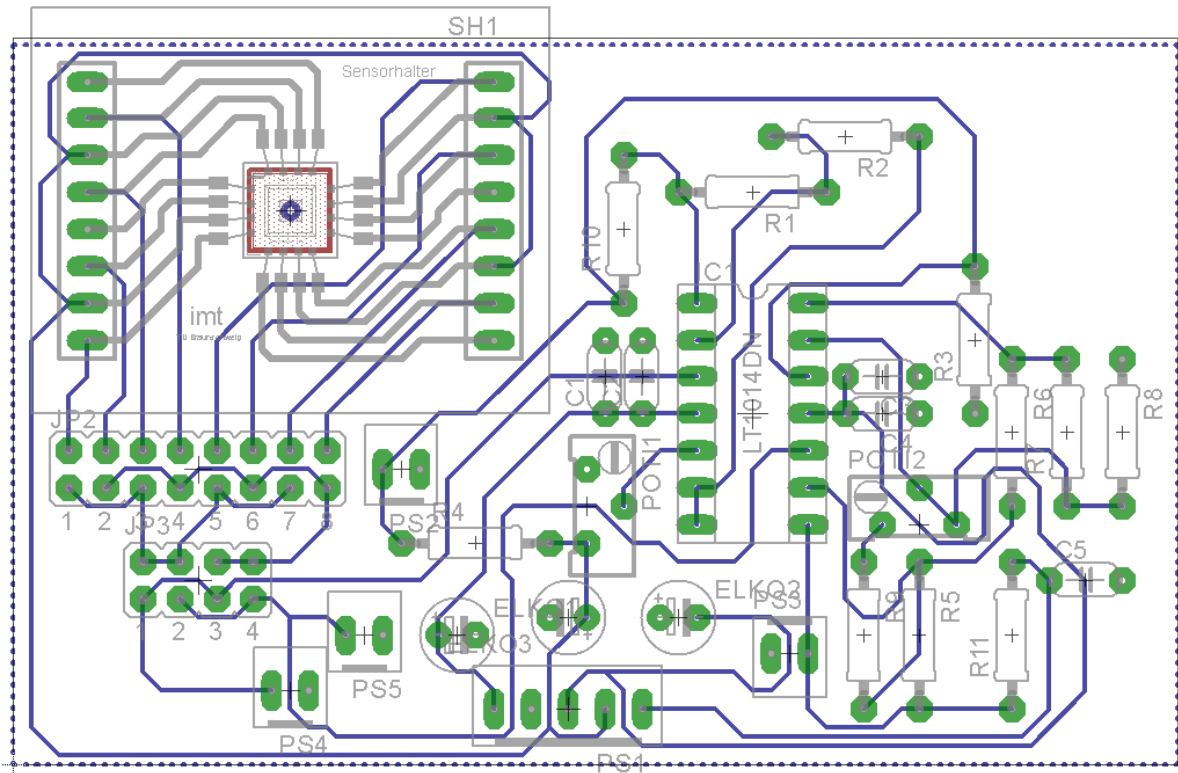 SH1
Sensorhalter
R2
R1
R10
C1
imt
TU Braunschweig
LT1014DN
C1
R3
R6
R8
JP2
C4
R7
POTI1
POTI2
1 2 3 4 5 6 7 8
JP3
PS2
R4
C5
ELKO2
PS3
R9
R5
R11
1 2 3 4
ELKO3
PS5
PS4
PS1